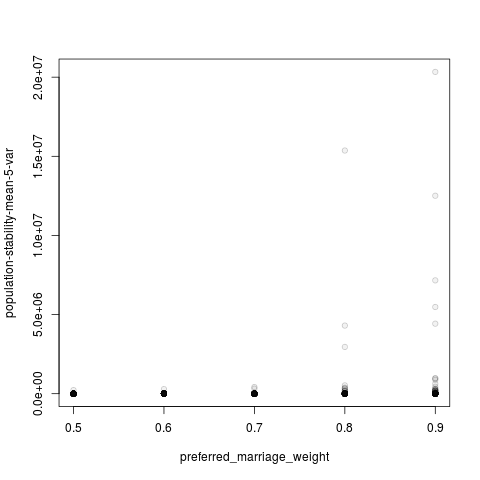 2.0e+07
1.5e+07
1.0e+07
5.0e+06
0.0e+00
population-stability-mean-5-var
0.5 0.6 0.7 0.8 0.9
preferred_marriage_weight